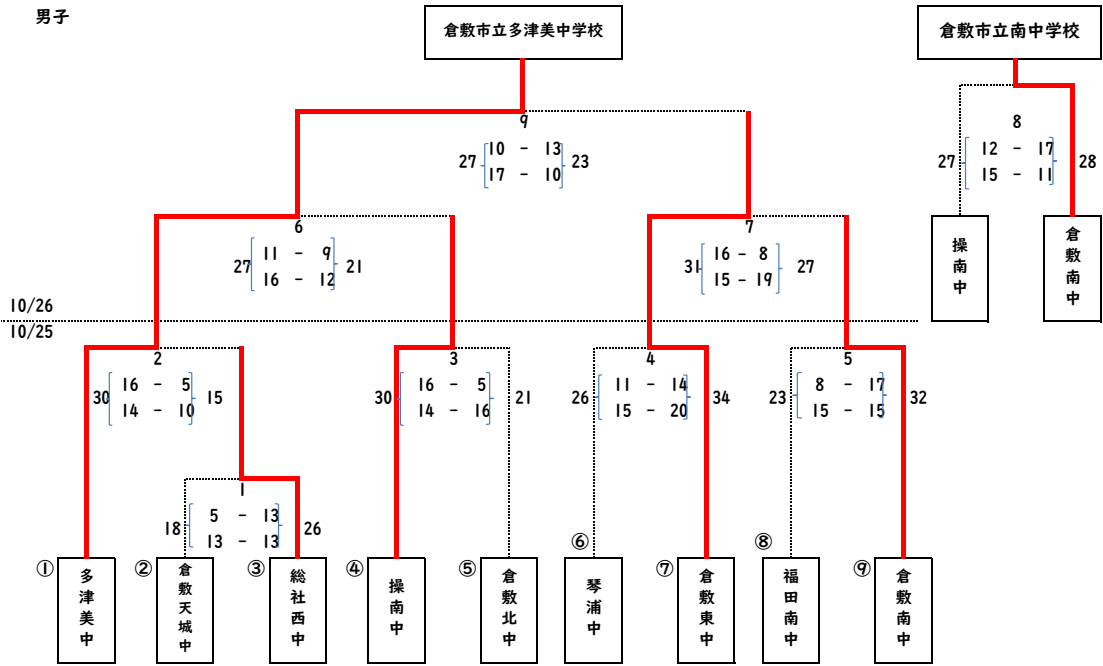 男子
倉敷市立多津美中学校
倉敷市立南中学校
9
10 - 13
27 23
17 - 10
8
12 - 17
27 28
15 - 11
操南中
倉敷南中
6
11 - 9
27 21
16 - 12
7
16 - 8
31 27
15 - 19
10/26
10/25
2
16 - 5
30 15
14 - 10
3
16 - 5
30 21
14 - 16
4
11 - 14
26 34
15 - 20
5
8 - 17
23 32
15 - 15
1
5 - 13
18 26
13 - 13
① 多津美中
② 倉敷天城中
③ 総社西中
④ 操南中
⑤ 倉敷北中
⑥ 琴浦中
⑦ 倉敷東中
⑧ 福田南中
⑨ 倉敷南中